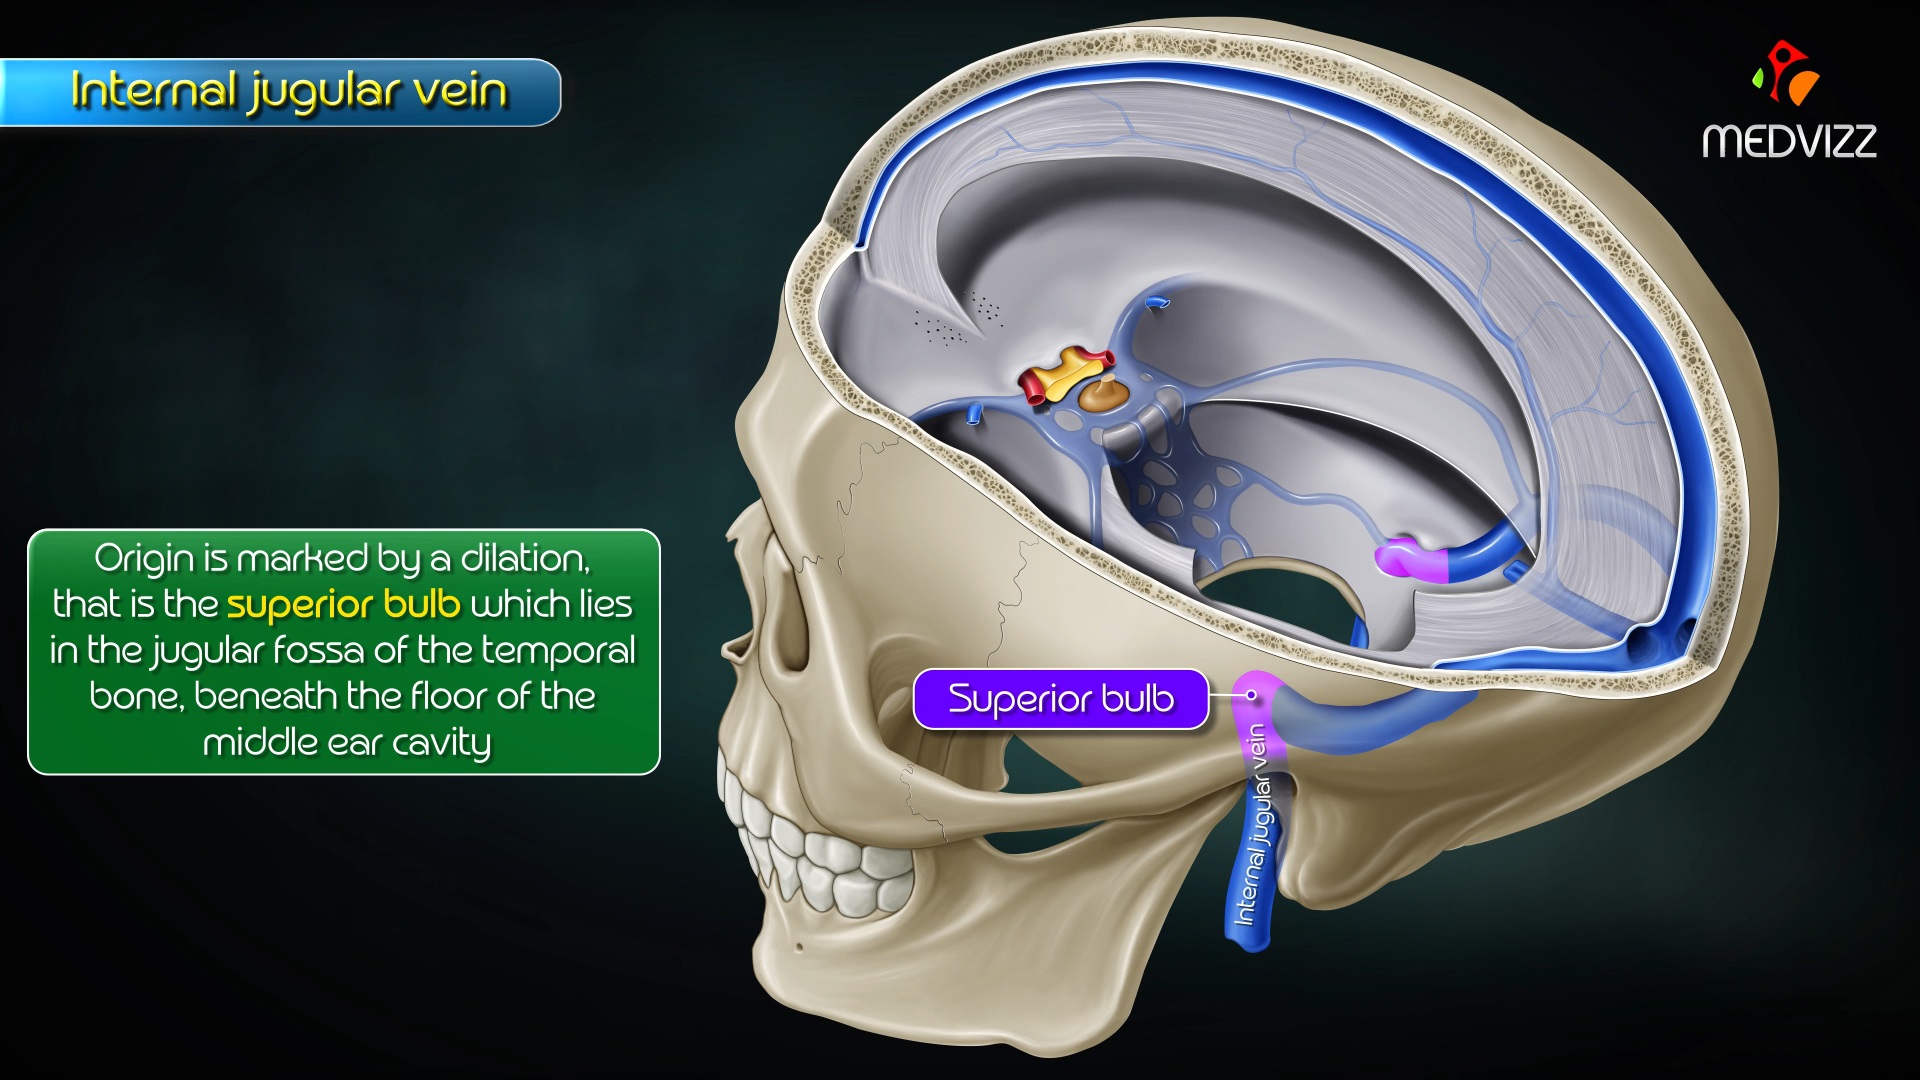 Internal jugular vein
MEDVIZZ
Origin is marked by a dilation,
that is the superior bulb which lies
in the jugular fossa of the temporal
bone, beneath the floor of the
middle ear cavity
Superior bulb
Internal jugular vein